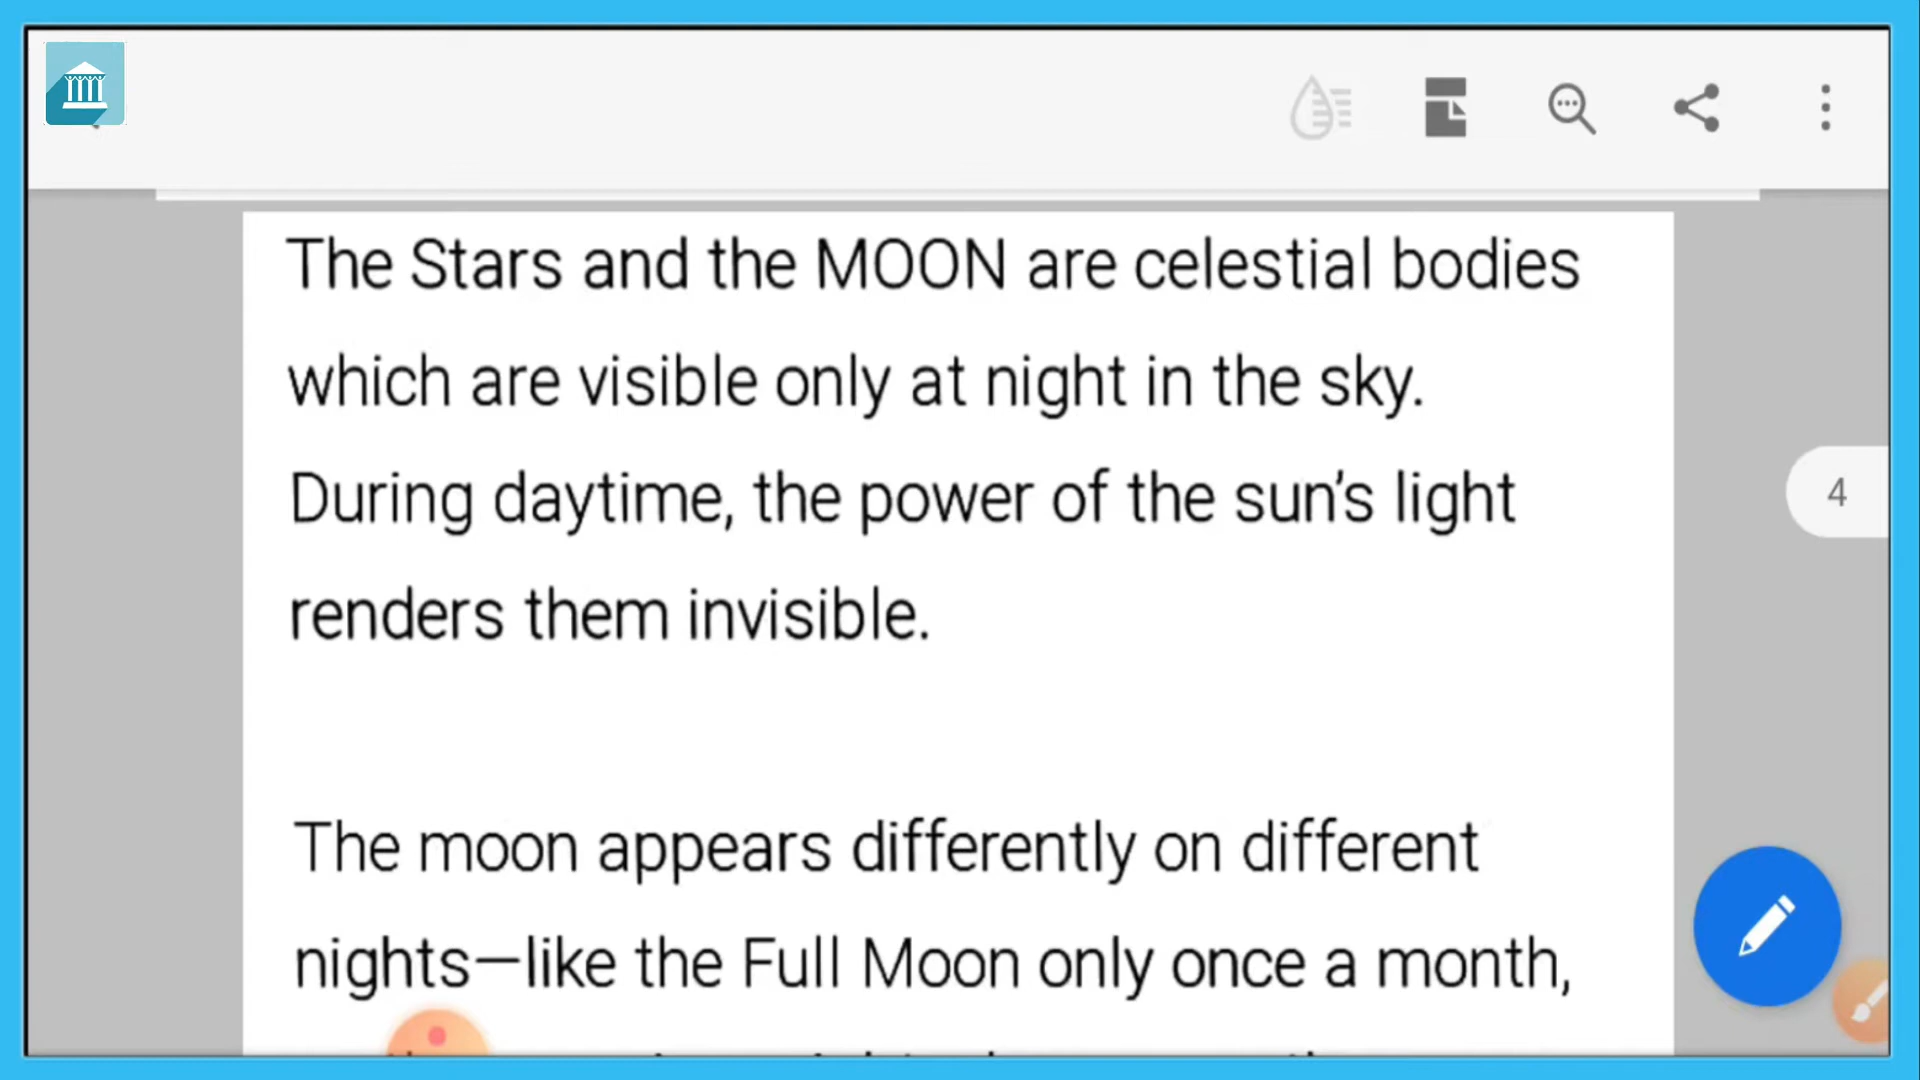 The Stars and the MOON are celestial bodies
which are visible only at night in the sky.
During daytime, the power of the sun's light
4
renders them invisible.
The moon appears differently on different
nights—like the Full Moon only once a month,